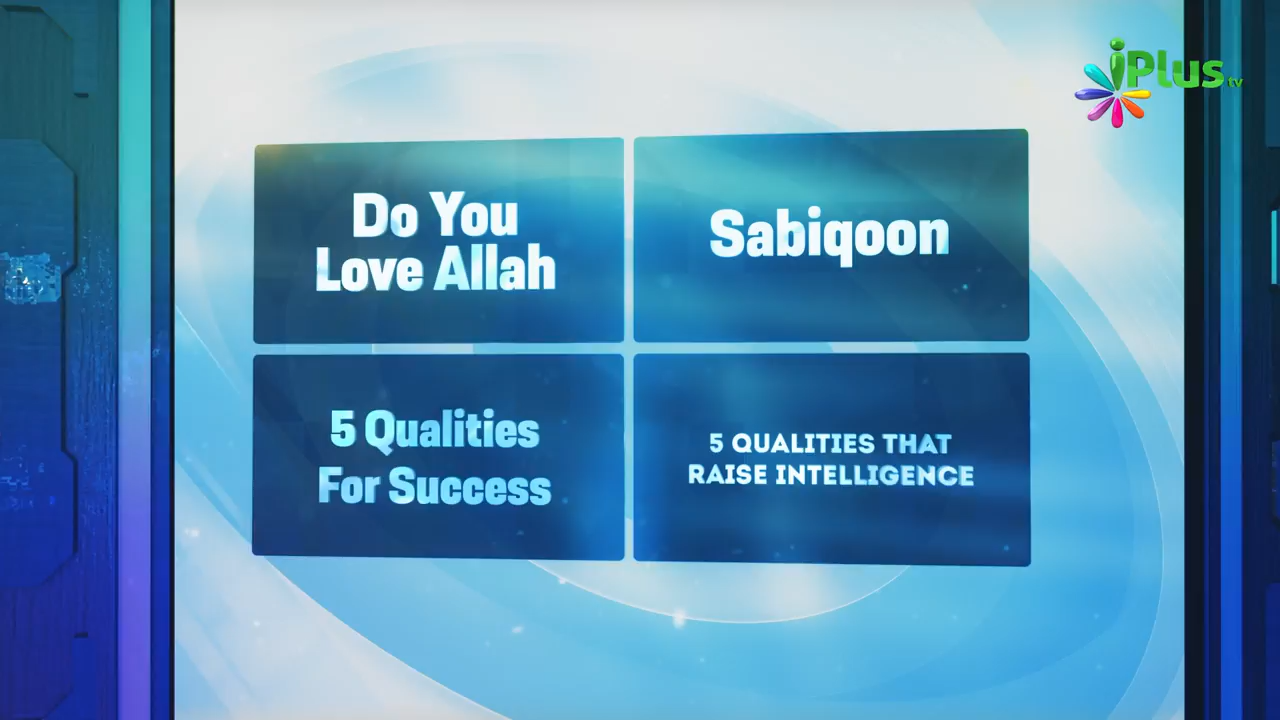 iPlus tv
Do You
Love Allah
Sabiqoon
5 Qualities
For Success
5 QUALITIES THAT
RAISE INTELLIGENCE